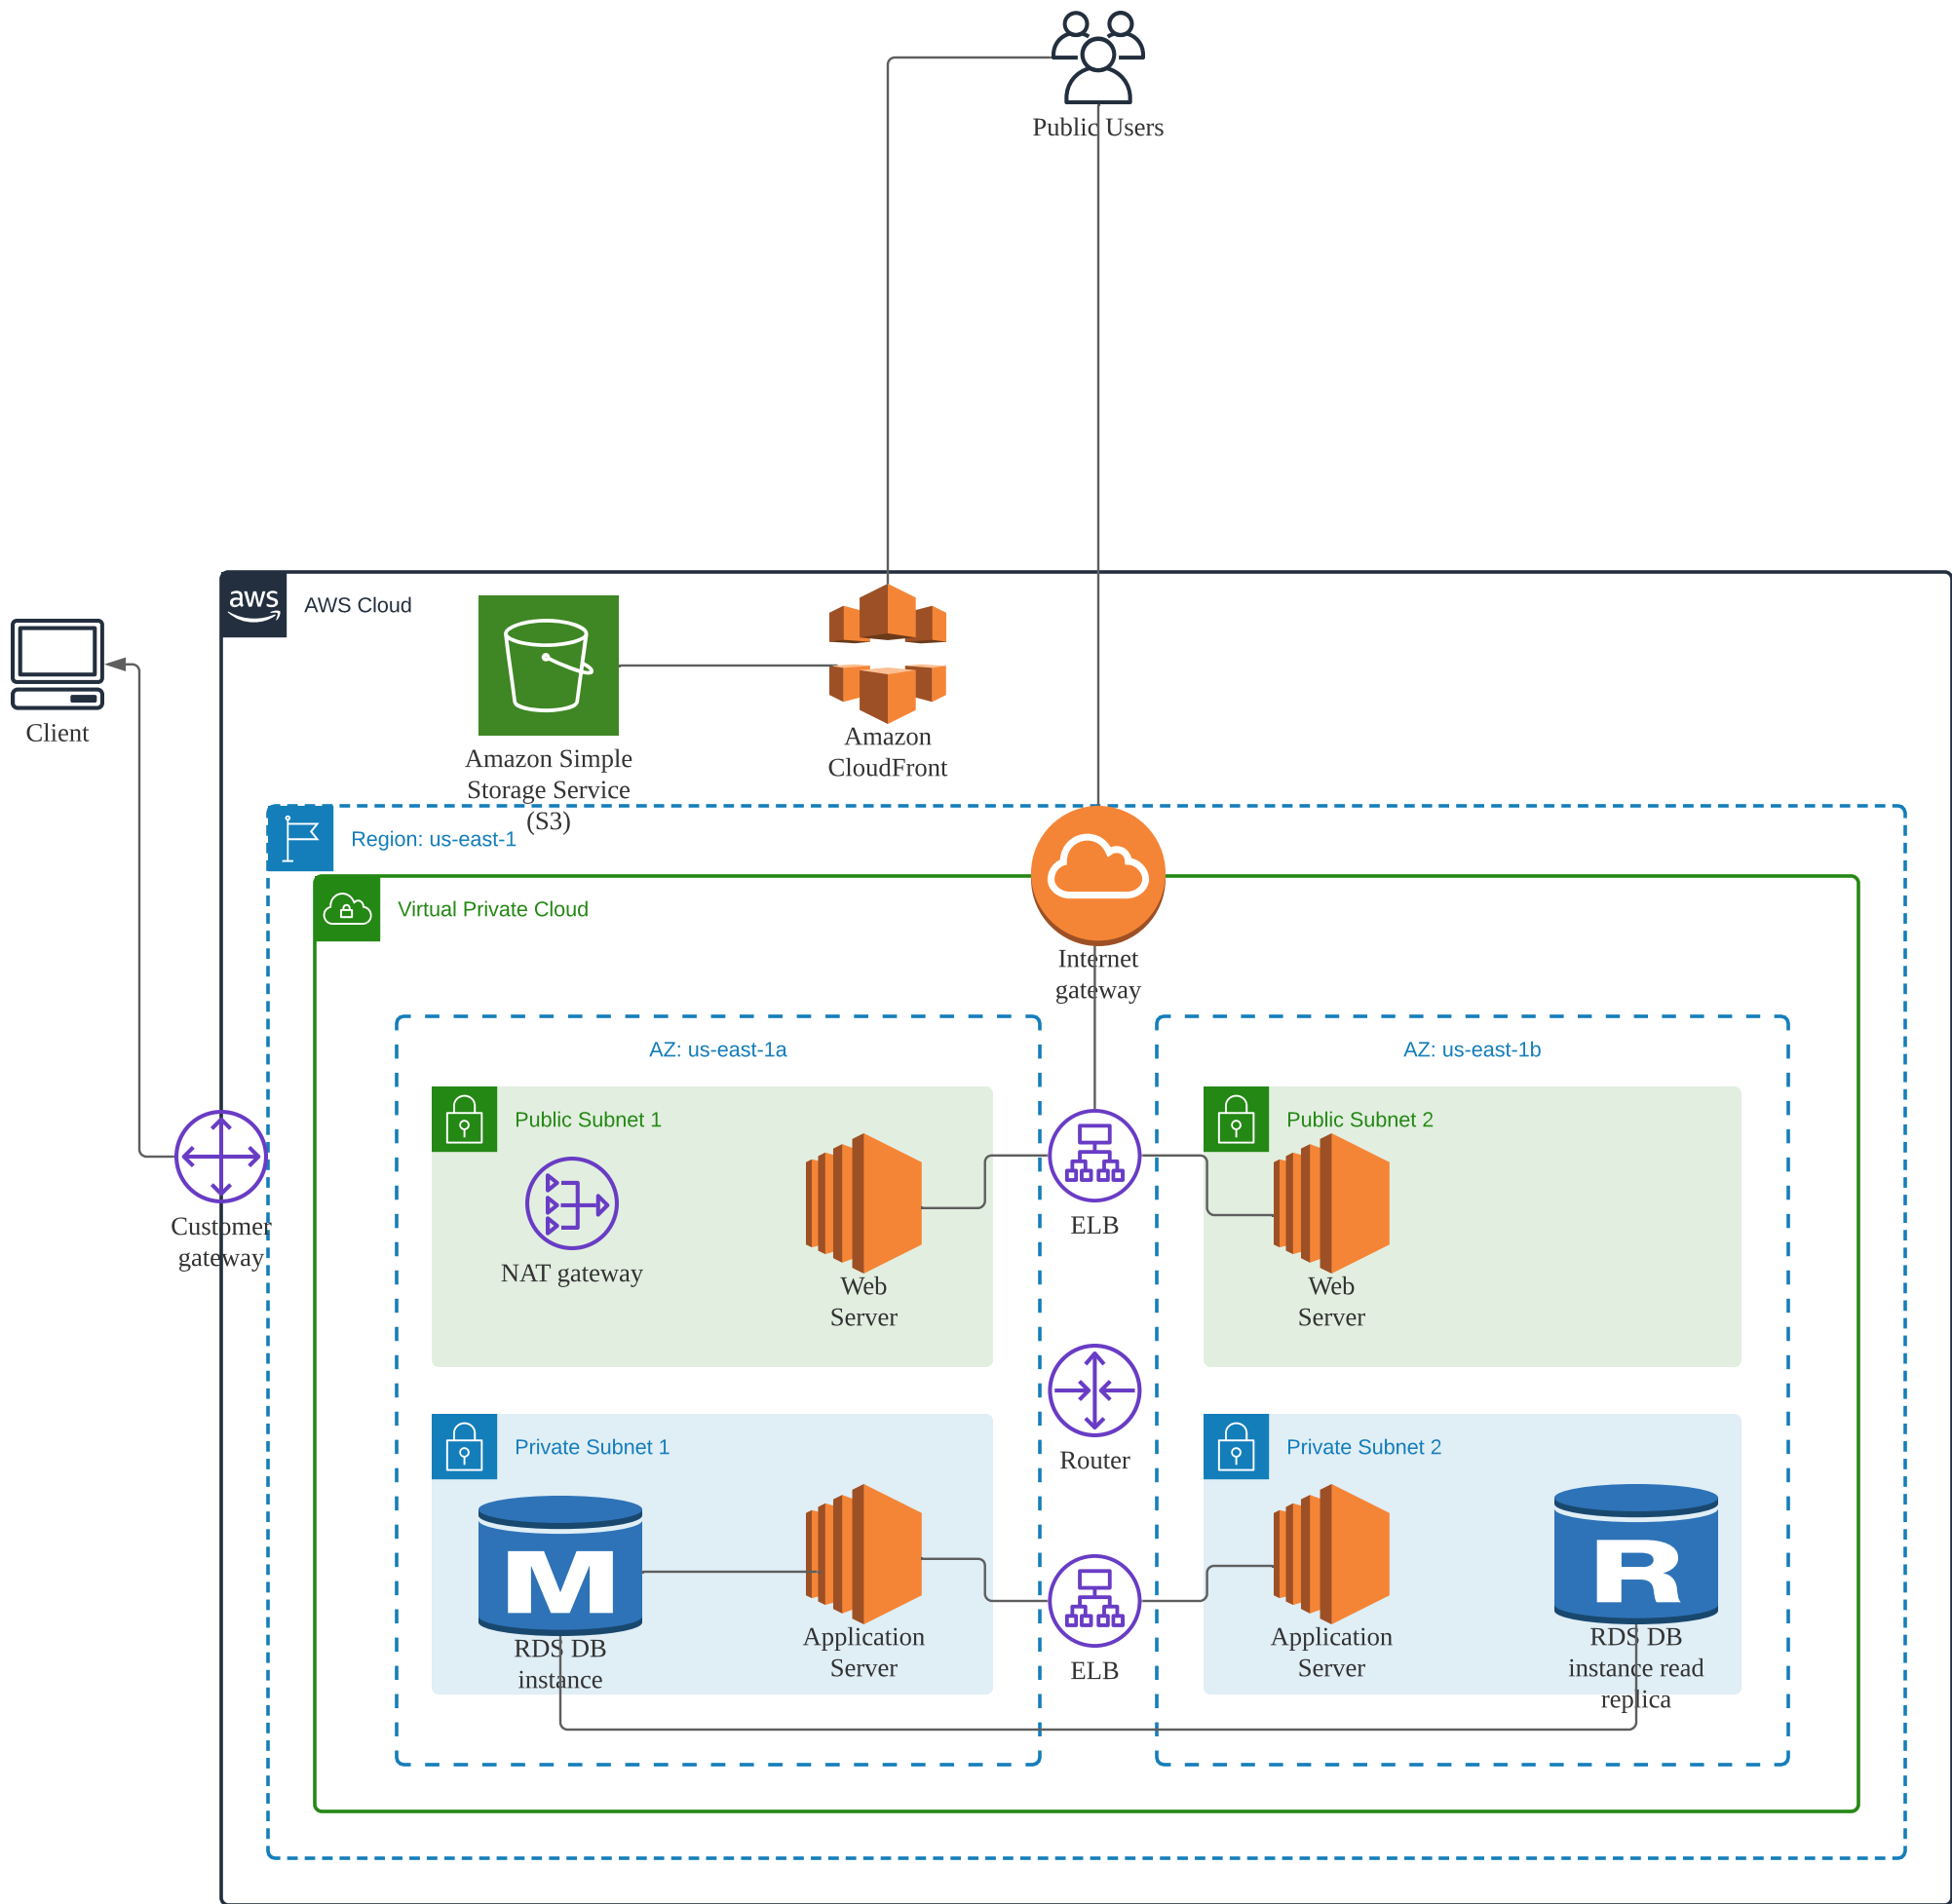 Public Users
aws
AWS Cloud
Client
Amazon Simple
Storage Service
(S3)
Amazon
CloudFront
Region: us-east-1
Virtual Private Cloud
Internet
gateway
AZ: us-east-1a
AZ: us-east-1b
Public Subnet 1
Public Subnet 2
Customer
gateway
NAT gateway
Web
Server
ELB
Web
Server
Router
Private Subnet 1
Private Subnet 2
M
R
RDS DB
instance
Application
Server
ELB
Application
Server
RDS DB
instance read
replica